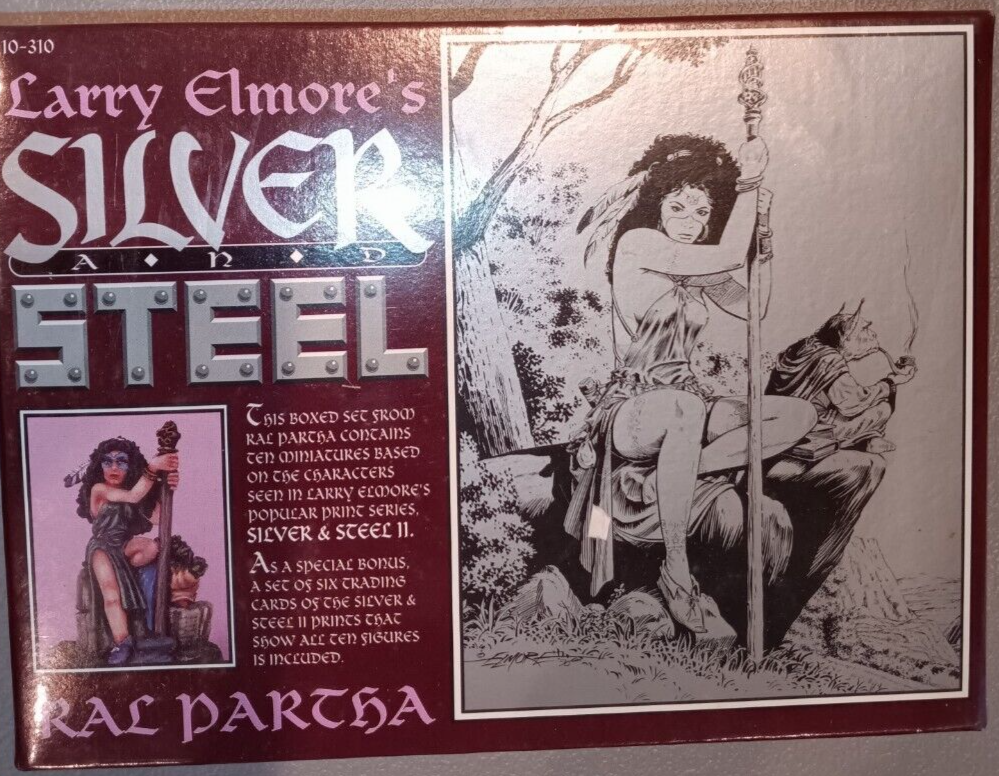 10-310
Larry Elmore's
SILVER
AND
STEEL
THIS BOXED SET FROM
RAL PARTHA CONTAINS
TEN MINIATURES BASED
ON THE CHARACTERS
SEEN IN LARRY ELMORE'S
POPULAR PRINT SERIES,
SILVER & STEEL II.
AS A SPECIAL BONUS,
A SET OF SIX TRADING
CARDS OF THE SILVER &
STEEL II PRINTS THAT
SHOW ALL TEN FIGURES
IS INCLUDED.
RAL PARTHA
ELMORE